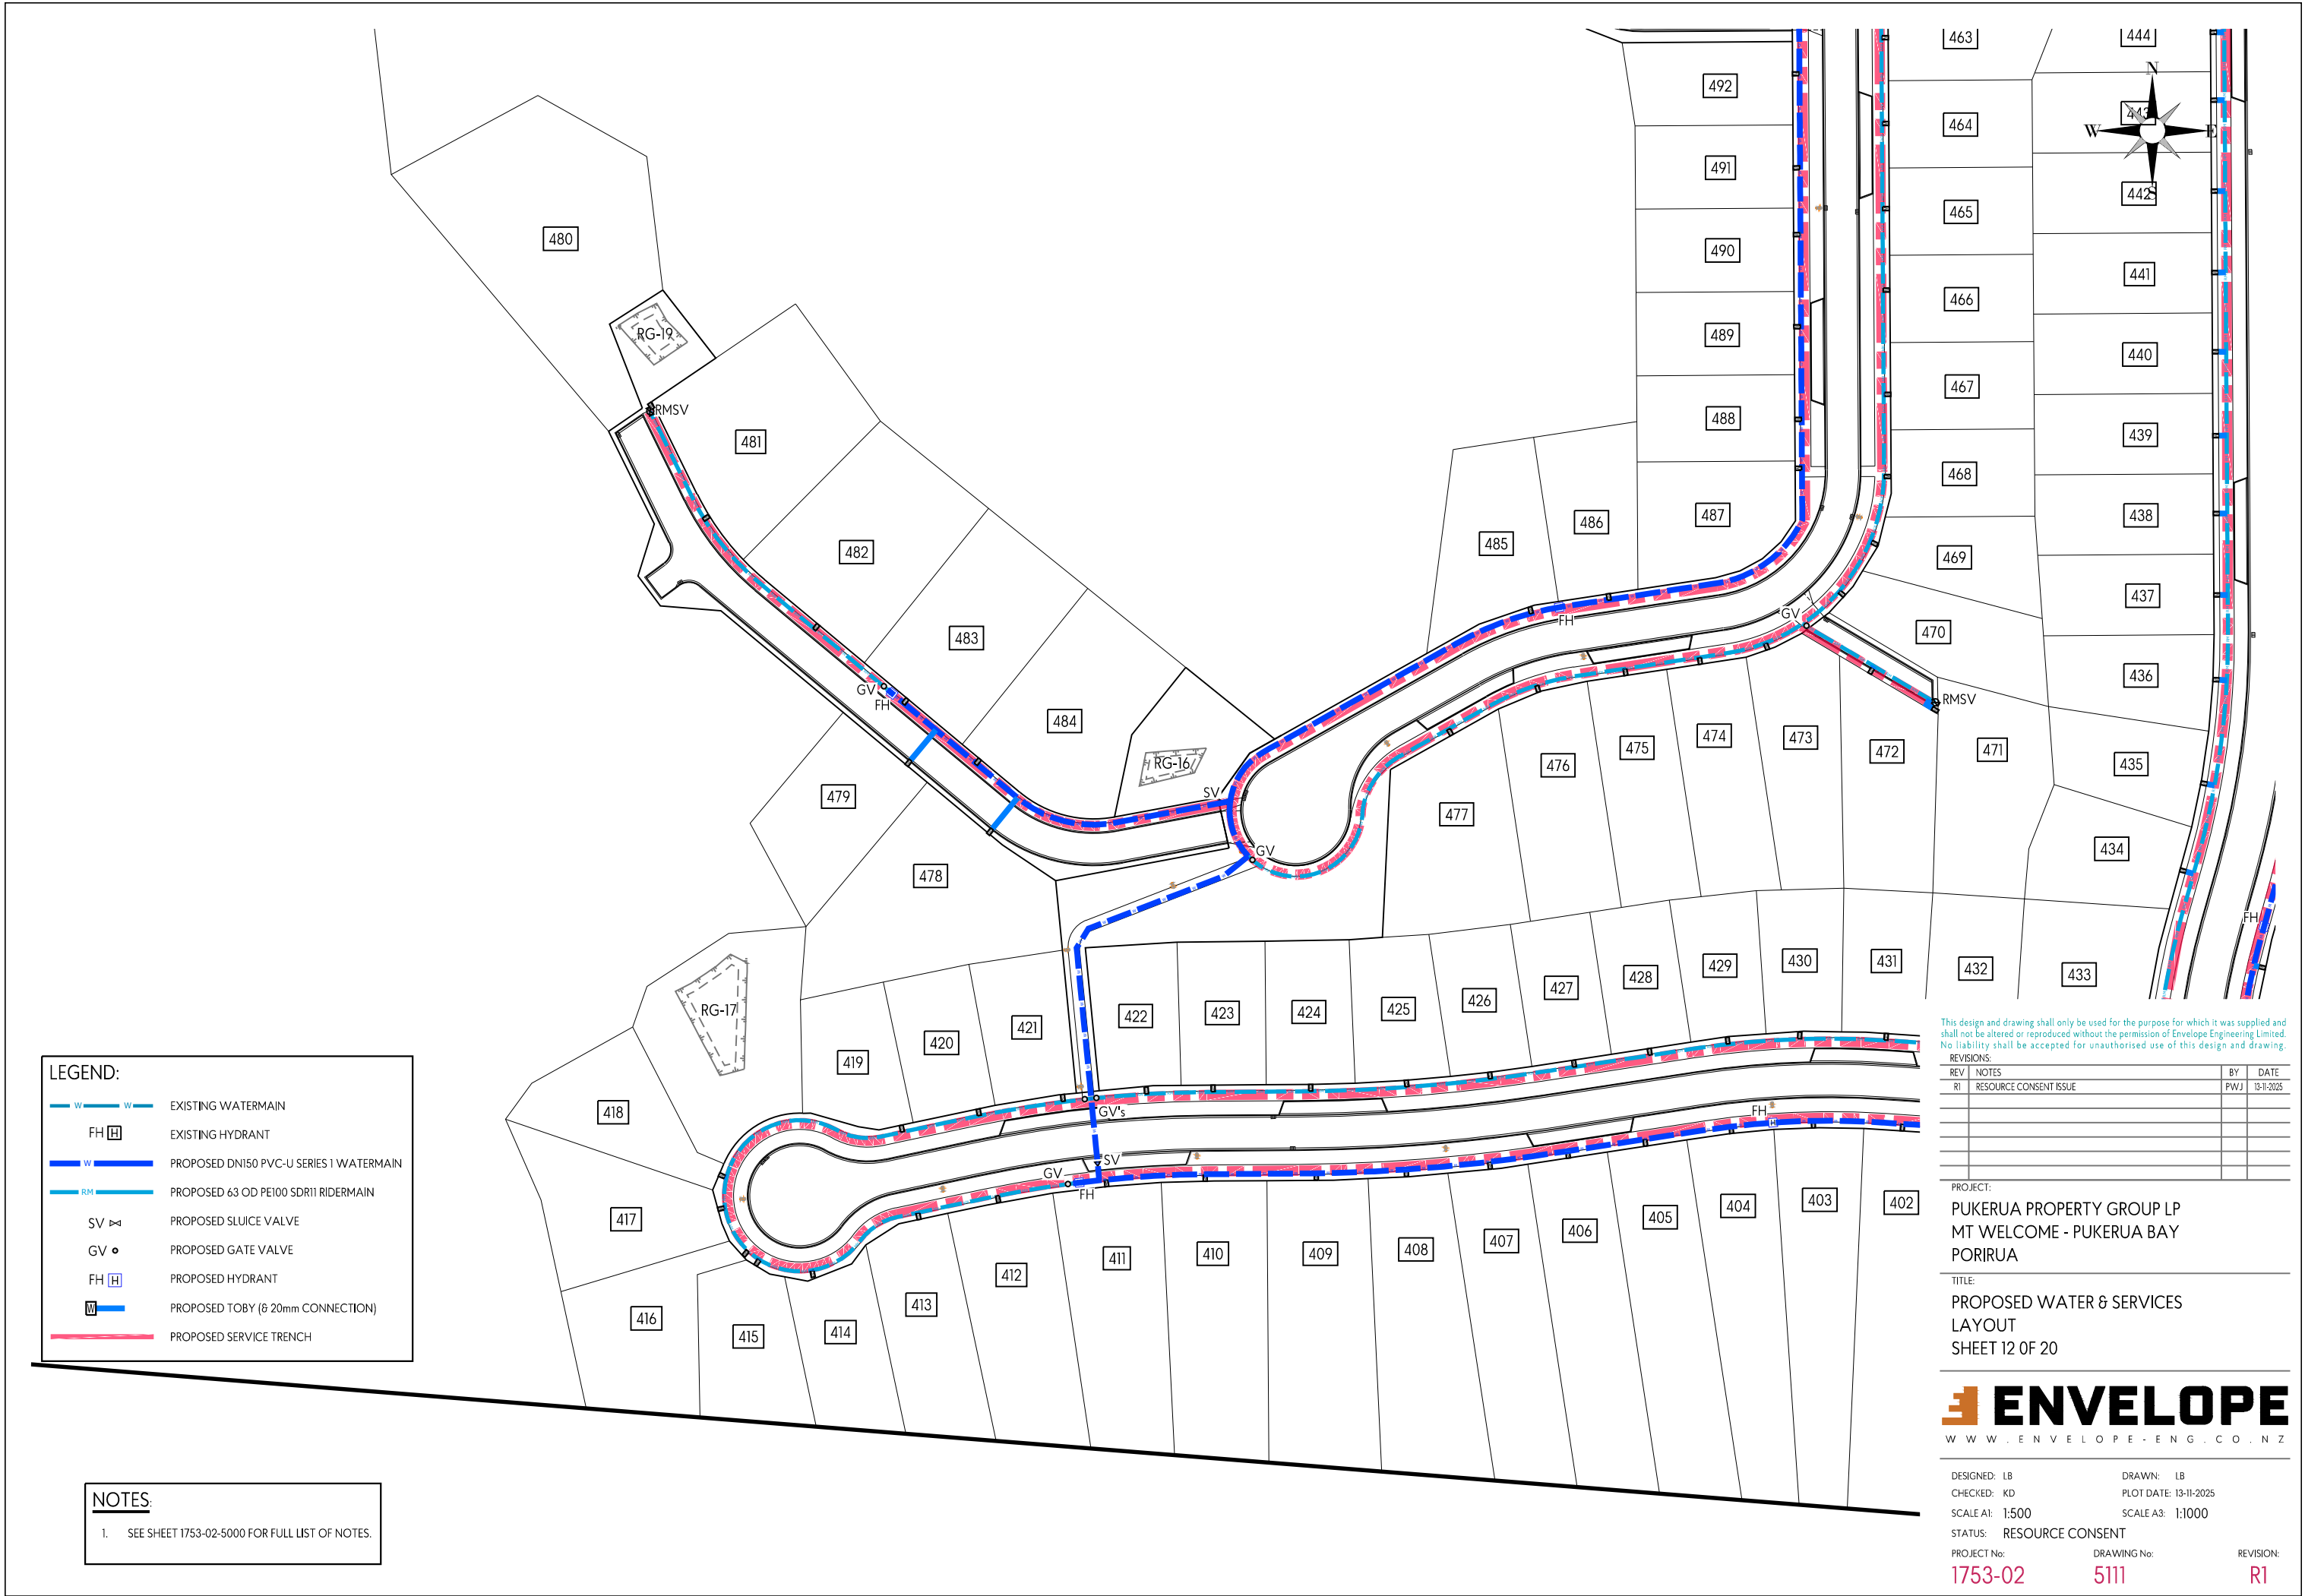 463
444
492
N
464
443
W
E
491
442
S
465
480
490
441
466
RG-19
489
440
467
RMSV
488
439
481
468
487
438
486
485
482
469
437
FH
GV
470
483
436
GV
RMSV
FH
484
475
474
473
472
471
476
435
RG-16
SV
479
477
GV
434
478
FH
430
431
429
432
433
428
427
426
RG-17
425
424
423
422
421
420
419
This design and drawing shall only be used for the purpose for which it was supplied and
shall not be altered or reproduced without the permission of Envelope Engineering Limited.
No liability shall be accepted for unauthorised use of this design and drawing.
REVISIONS:
REV NOTES BY DATE
R1 RESOURCE CONSENT ISSUE PWJ 13-11-2025
418
GV's
FH
H
SV
GV
FH
417
404
403
402
405
406
407
408
409
410
411
412
413
414
415
416
LEGEND:
W W EXISTING WATERMAIN
FH H EXISTING HYDRANT
W PROPOSED DN150 PVC-U SERIES 1 WATERMAIN
RM PROPOSED 63 OD PE100 SDR11 RIDERMAIN
SV PROPOSED SLUICE VALVE
GV PROPOSED GATE VALVE
FH H PROPOSED HYDRANT
W PROPOSED TOBY (& 20mm CONNECTION)
PROPOSED SERVICE TRENCH
NOTES:
1. SEE SHEET 1753-02-5000 FOR FULL LIST OF NOTES.
PROJECT:
PUKERUA PROPERTY GROUP LP
MT WELCOME - PUKERUA BAY
PORIRUA
TITLE:
PROPOSED WATER & SERVICES
LAYOUT
SHEET 12 OF 20
ENVELOPE
WWW.ENVELOPE-ENG.CO.NZ
DESIGNED: LB DRAWN: LB
CHECKED: KD PLOT DATE: 13-11-2025
SCALE A1: 1:500 SCALE A3: 1:1000
STATUS: RESOURCE CONSENT
PROJECT No: DRAWING No: REVISION:
1753-02 5111 R1